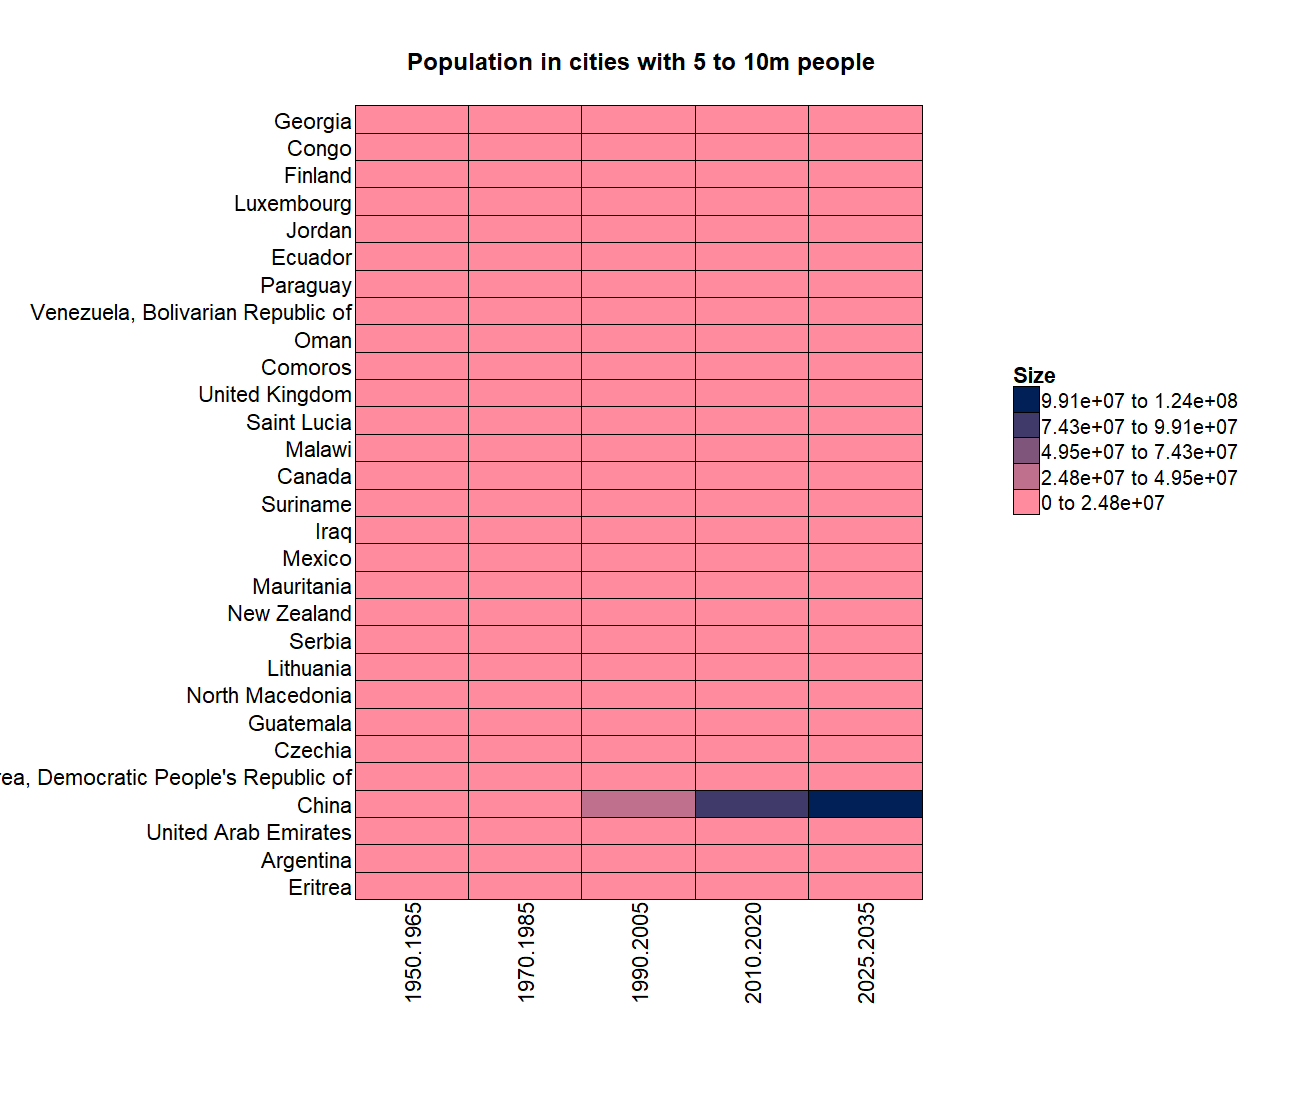 Population in cities with 5 to 10m people
Georgia
Congo
Finland
Luxembourg
Jordan
Ecuador
Paraguay
Venezuela, Bolivarian Republic of
Oman
Comoros
United Kingdom
Saint Lucia
Malawi
Canada
Suriname
Iraq
Mexico
Mauritania
New Zealand
Serbia
Lithuania
North Macedonia
Guatemala
Czechia
rea, Democratic People's Republic of
China
United Arab Emirates
Argentina
Eritrea
1950.1965
1970.1985
1990.2005
2010.2020
2025.2035
Size
9.91e+07 to 1.24e+08
7.43e+07 to 9.91e+07
4.95e+07 to 7.43e+07
2.48e+07 to 4.95e+07
0 to 2.48e+07